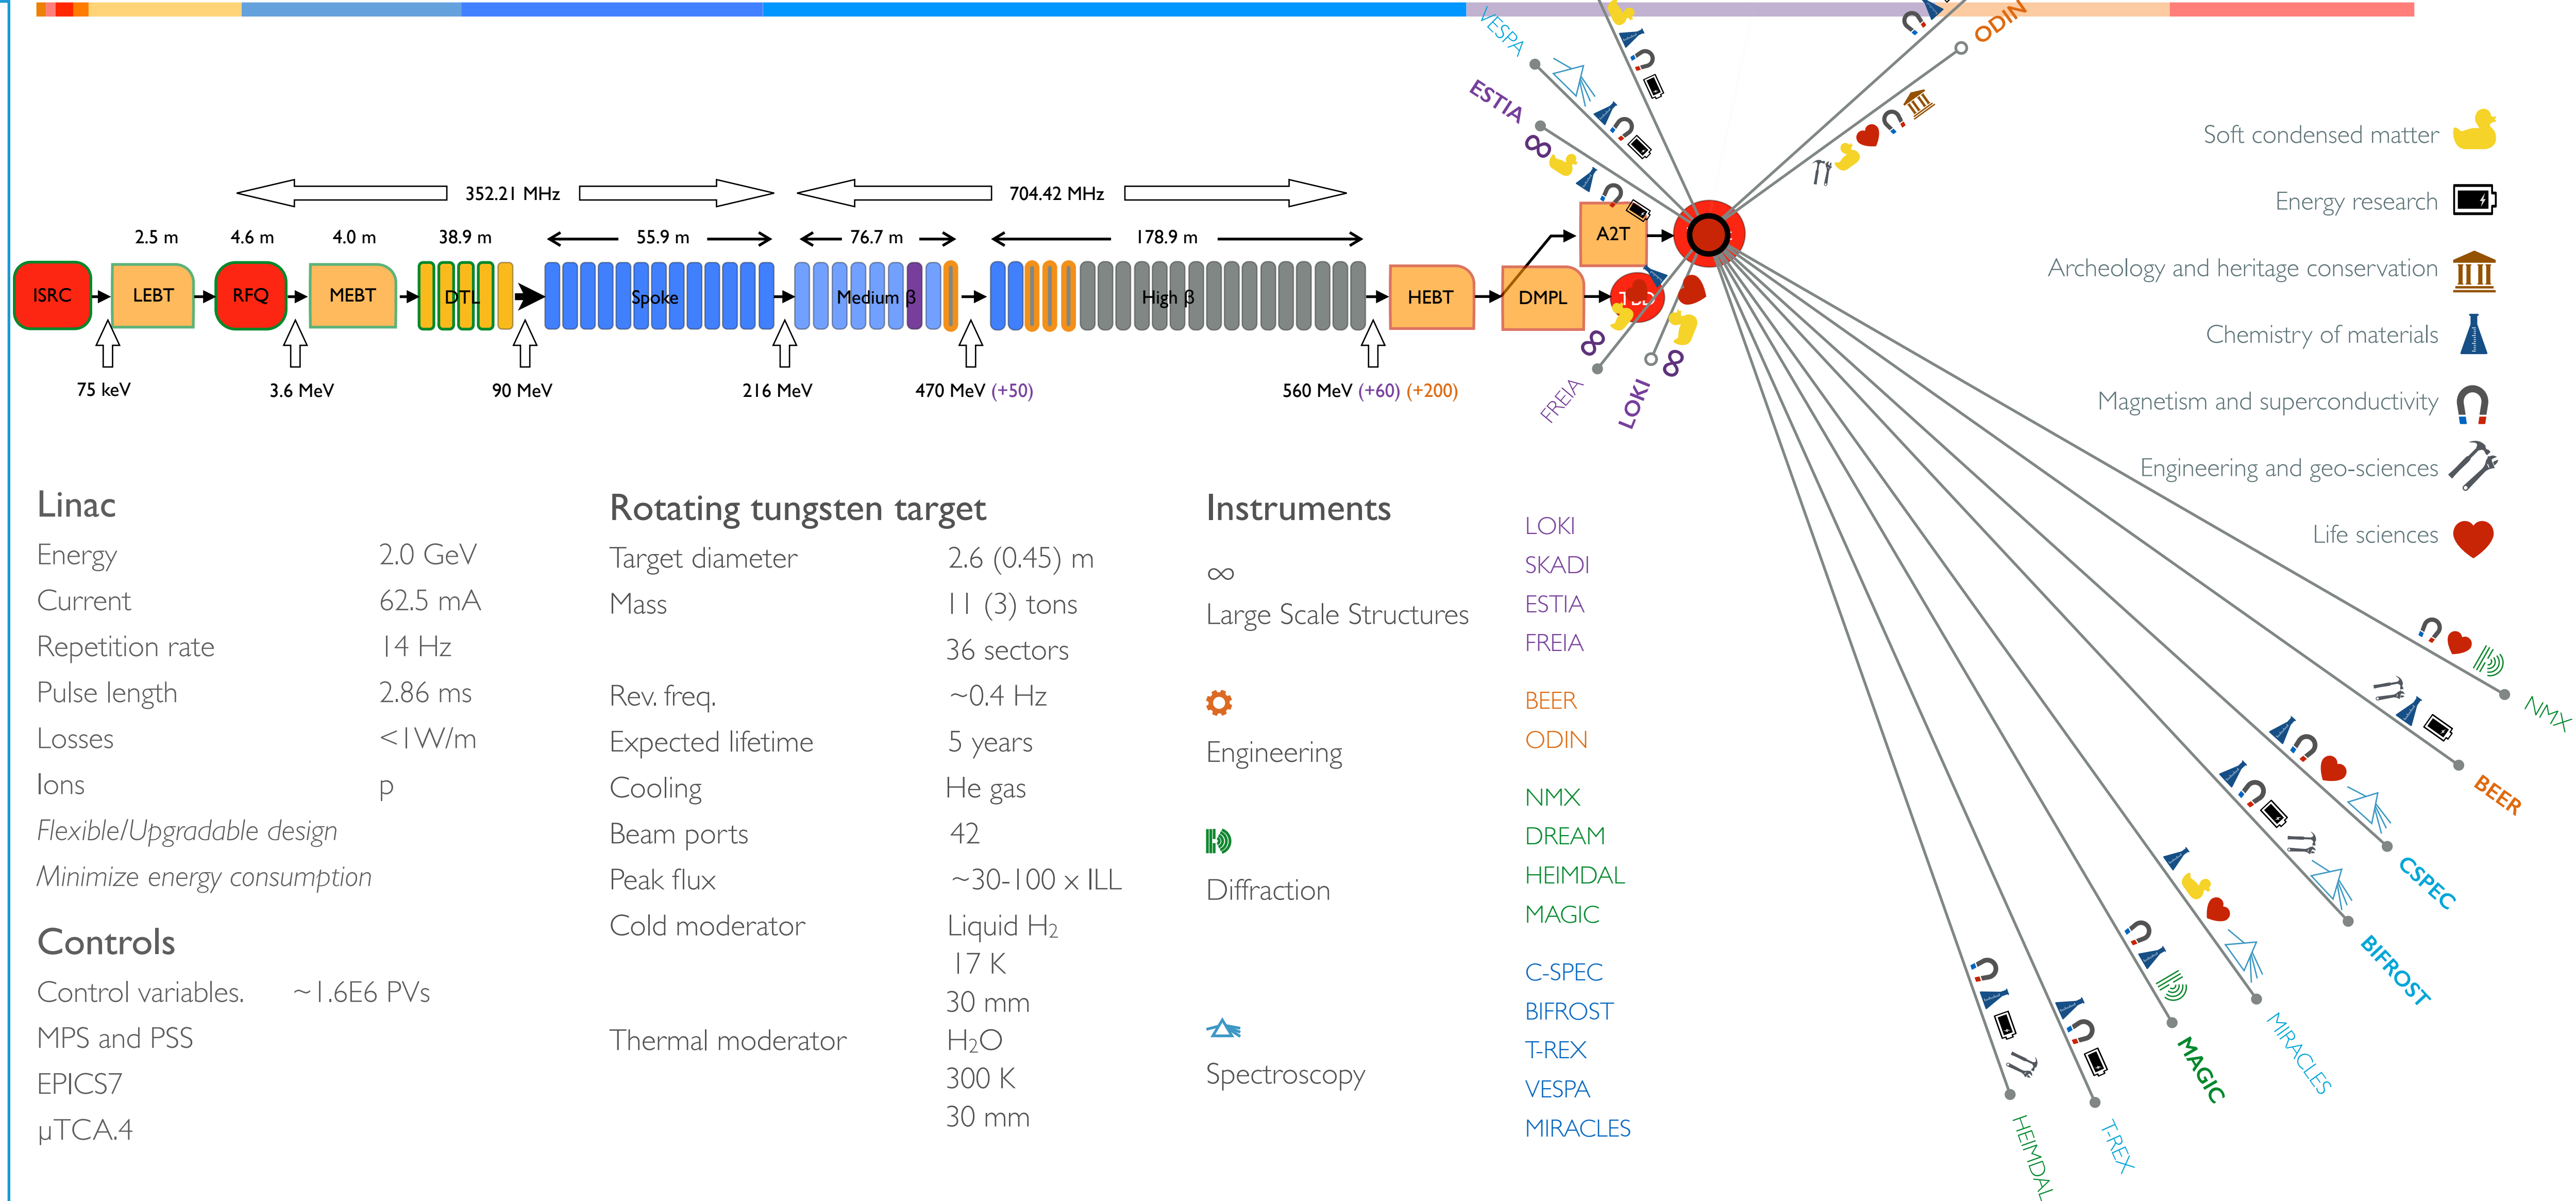 VESPA
ODIN
ESTIA
Soft condensed matter
Energy research
Archeology and heritage conservation
Chemistry of materials
Magnetism and superconductivity
Engineering and geo-sciences
Life sciences
352.21 MHz
704.42 MHz
2.5 m
4.6 m
4.0 m
38.9 m
55.9 m
76.7 m
178.9 m
A2T
ISRC
LEBT
RFQ
MEBT
DTL
Spoke
Medium β
High β
HEBT
DMPL
TBD
75 keV
3.6 MeV
90 MeV
216 MeV
470 MeV (+50)
560 MeV (+60) (+200)
FREIA
LOKI
Linac
Energy 2.0 GeV
Current 62.5 mA
Repetition rate 14 Hz
Pulse length 2.86 ms
Losses <1W/m
Ions p
Flexible/Upgradable design
Minimize energy consumption
Controls
Control variables. ~1.6E6 PVs
MPS and PSS
EPICS7
µTCA.4
Rotating tungsten target
Target diameter 2.6 (0.45) m
Mass 11 (3) tons
36 sectors
Rev. freq. ~0.4 Hz
Expected lifetime 5 years
Cooling He gas
Beam ports 42
Peak flux ~30-100 x ILL
Cold moderator Liquid H₂
17 K
30 mm
Thermal moderator H₂O
300 K
30 mm
Instruments
∞
Large Scale Structures
Engineering
Diffraction
Spectroscopy
LOKI
SKADI
ESTIA
FREIA
BEER
ODIN
NMX
DREAM
HEIMDAL
MAGIC
C-SPEC
BIFROST
T-REX
VESPA
MIRACLES
NMX
BEER
CSPEC
BIFROST
MIRACLES
MAGIC
T-REX
HEIMDAL